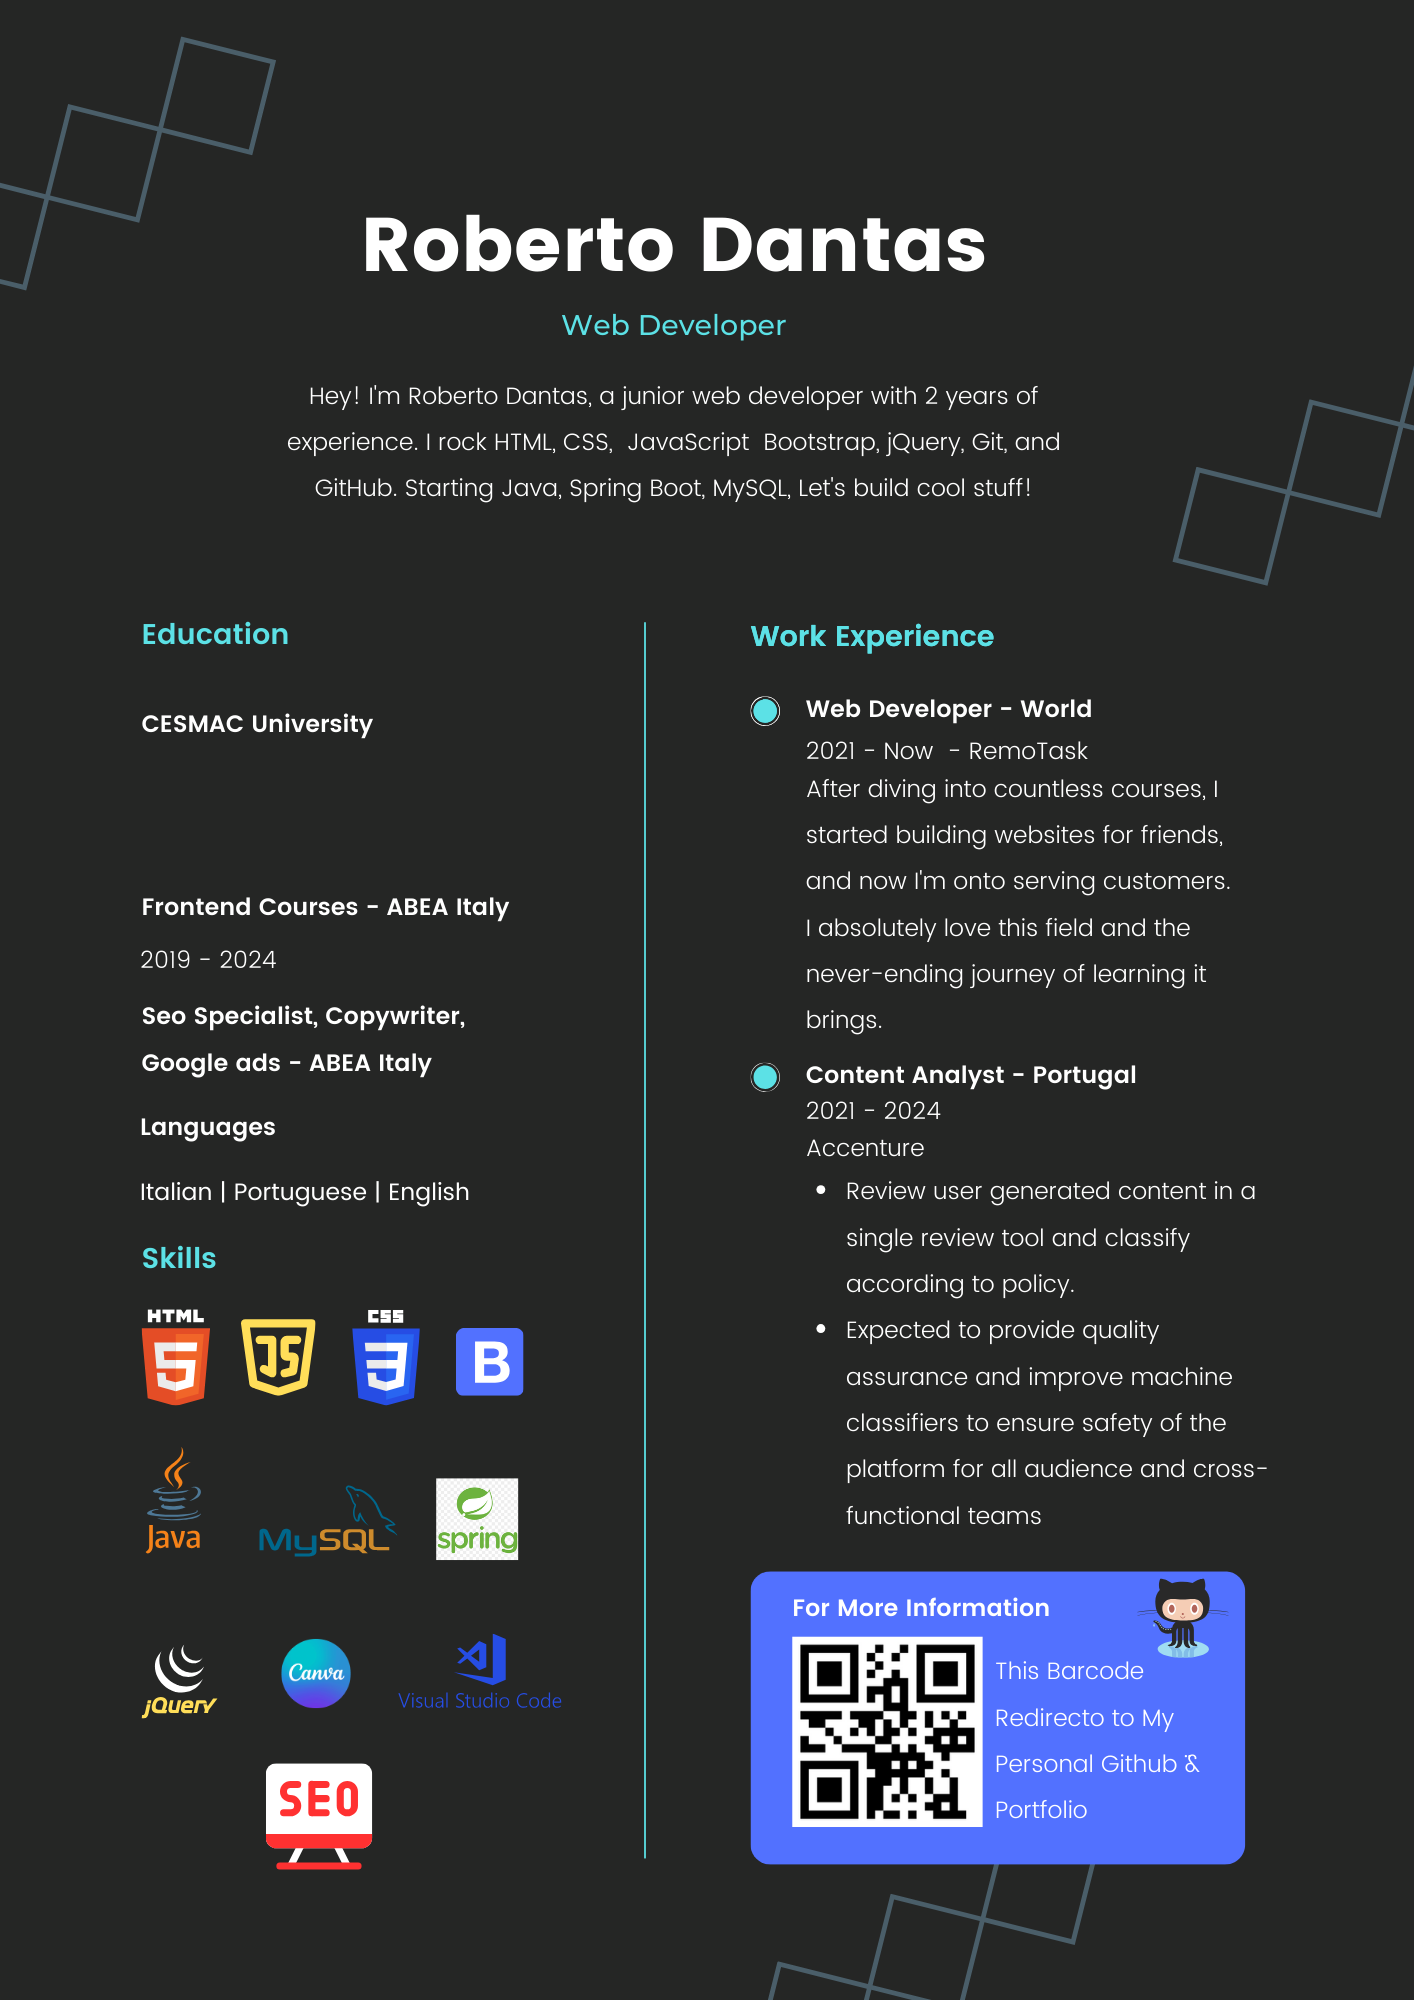 Roberto Dantas
Web Developer
Hey! I'm Roberto Dantas, a junior web developer with 2 years of
experience. I rock HTML, CSS,  JavaScript  Bootstrap, jQuery, Git, and
GitHub. Starting Java, Spring Boot, MySQL, Let's build cool stuff!
Education
CESMAC University
Frontend Courses - ABEA Italy
2019 - 2024
Seo Specialist, Copywriter,
Google ads - ABEA Italy
Languages
Italian | Portuguese | English
Skills
HTML
5
JS
CSS
3
B
Java
MySQL
spring
jQuery
Canva
Visual Studio Code
SEO
Work Experience
Web Developer - World
2021 - Now  - RemoTask
After diving into countless courses, I
started building websites for friends,
and now I'm onto serving customers.
I absolutely love this field and the
never-ending journey of learning it
brings.
Content Analyst - Portugal
2021 - 2024
Accenture
• Review user generated content in a
single review tool and classify
according to policy.
• Expected to provide quality
assurance and improve machine
classifiers to ensure safety of the
platform for all audience and cross-
functional teams
For More Information
This Barcode
Redirecto to My
Personal Github &
Portfolio